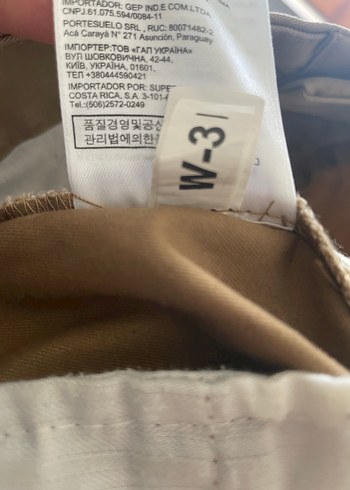 IMPORTADOR: GEP IND.E COM.LTDA
CNPJ.61.075.594/0084-11
PORTESUELO SRL , RUC: 80071482-2
Acá Carayá N° 271 Asunción, Paraguay
ІМПОРТЕР:ТОВ «ГАП УКРАЇНА»
ВУЛ ШОВКОВИЧНА, 42-44,
КИЇВ, УКРАЇНА, 01601,
ТЕЛ +380444590421
IMPORTADOR POR:
COSTA RICA, S.A. 3-101-
Tel.:(506)2572-0249
품질경영및공산
관리법에의한
W-3